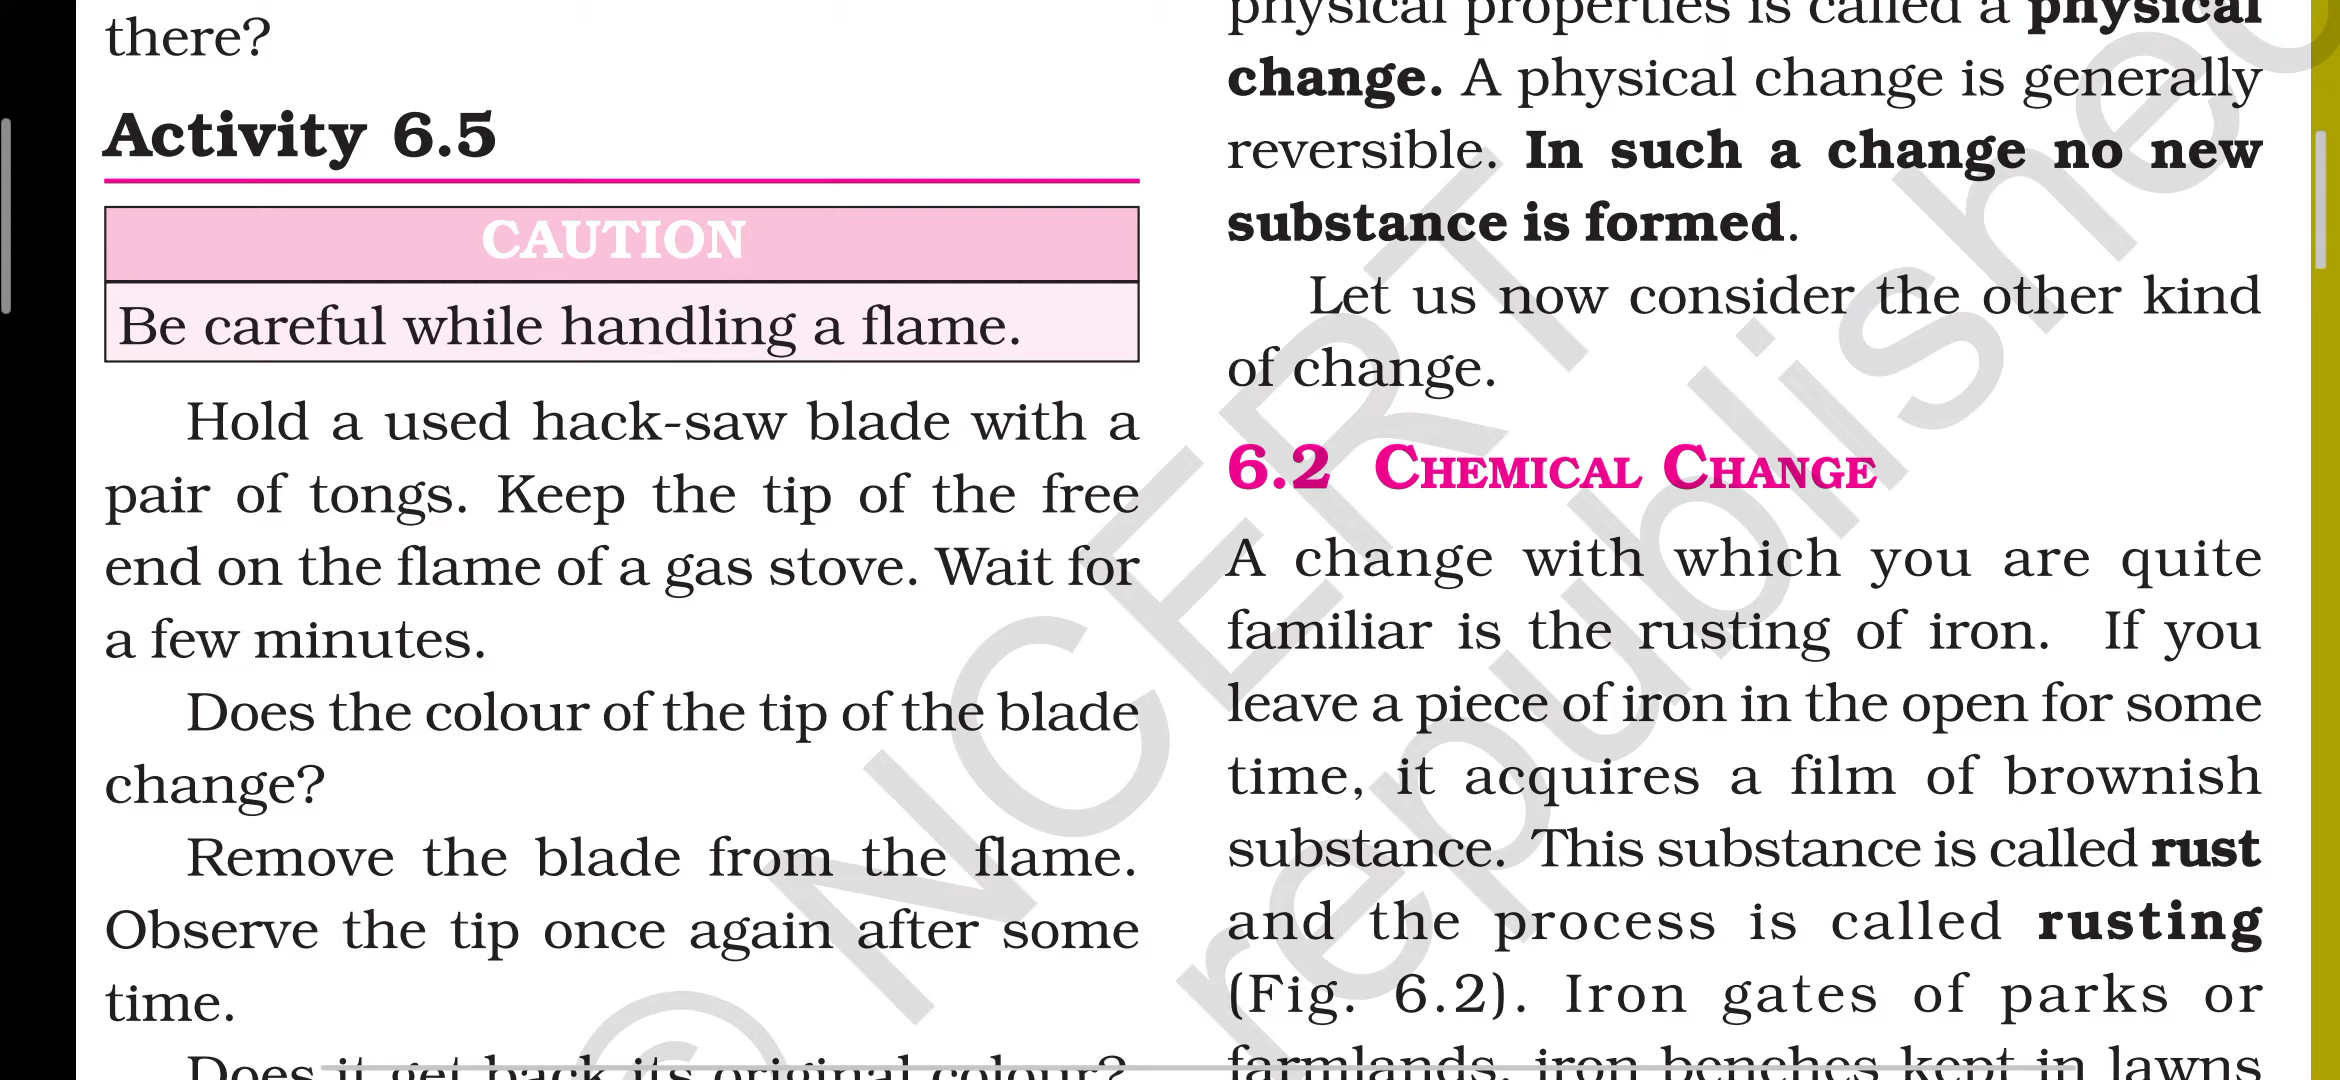 there?
Activity 6.5
CAUTION
Be careful while handling a flame.
Hold a used hack-saw blade with a
pair of tongs. Keep the tip of the free
end on the flame of a gas stove. Wait for
a few minutes.
Does the colour of the tip of the blade
change?
Remove the blade from the flame.
Observe the tip once again after some
time.
Does it get back its original colour?
physical properties is called a physical
change. A physical change is generally
reversible. In such a change no new
substance is formed.
Let us now consider the other kind
of change.
6.2 CHEMICAL CHANGE
A change with which you are quite
familiar is the rusting of iron. If you
leave a piece of iron in the open for some
time, it acquires a film of brownish
substance. This substance is called rust
and the process is called rusting
(Fig. 6.2). Iron gates of parks or
farmlands, iron benches kept in lawns
© NCERT
republished